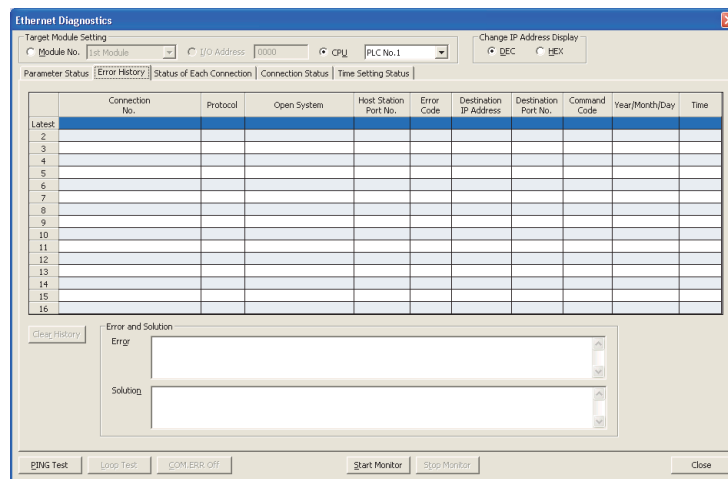 Ethernet Diagnostics
Target Module Setting
Module No. 1st Module I/O Address 0000 CPU PLC No.1
Change IP Address Display
DEC HEX
Parameter Status Error History Status of Each Connection Connection Status Time Setting Status
Connection No. Protocol Open System Host Station Port No. Error Code Destination IP Address Destination Port No. Command Code Year/Month/Day Time
Latest
2
3
4
5
6
7
8
9
10
11
12
13
14
15
16
Clear History
Error and Solution
Error
Solution
PING Test Loop Test COM.ERR Off Start Monitor Stop Monitor Close